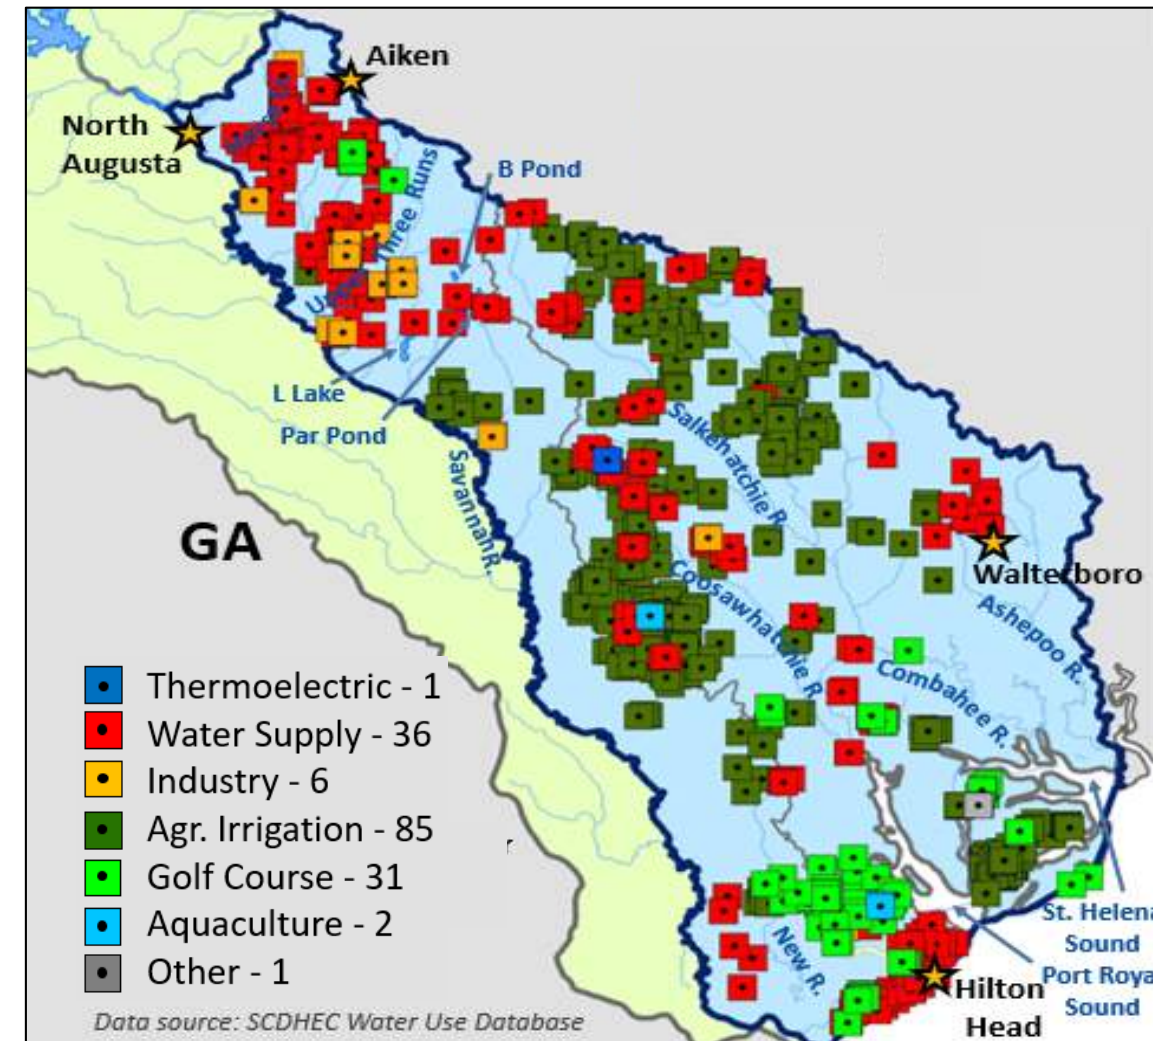 Aiken
North
Augusta
B Pond
Three Runs
L Lake
Par Pond
Savannah R.
Salkehatchie R.
GA
Coosawhatchie R.
Walterboro
Ashepoo R.
Combahee R.
Thermoelectric - 1
Water Supply - 36
Industry - 6
Agr. Irrigation - 85
Golf Course - 31
Aquaculture - 2
Other - 1
New R.
St. Helena
Sound
Port Roya
Sound
Hilton
Head
Data source: SCDHEC Water Use Database